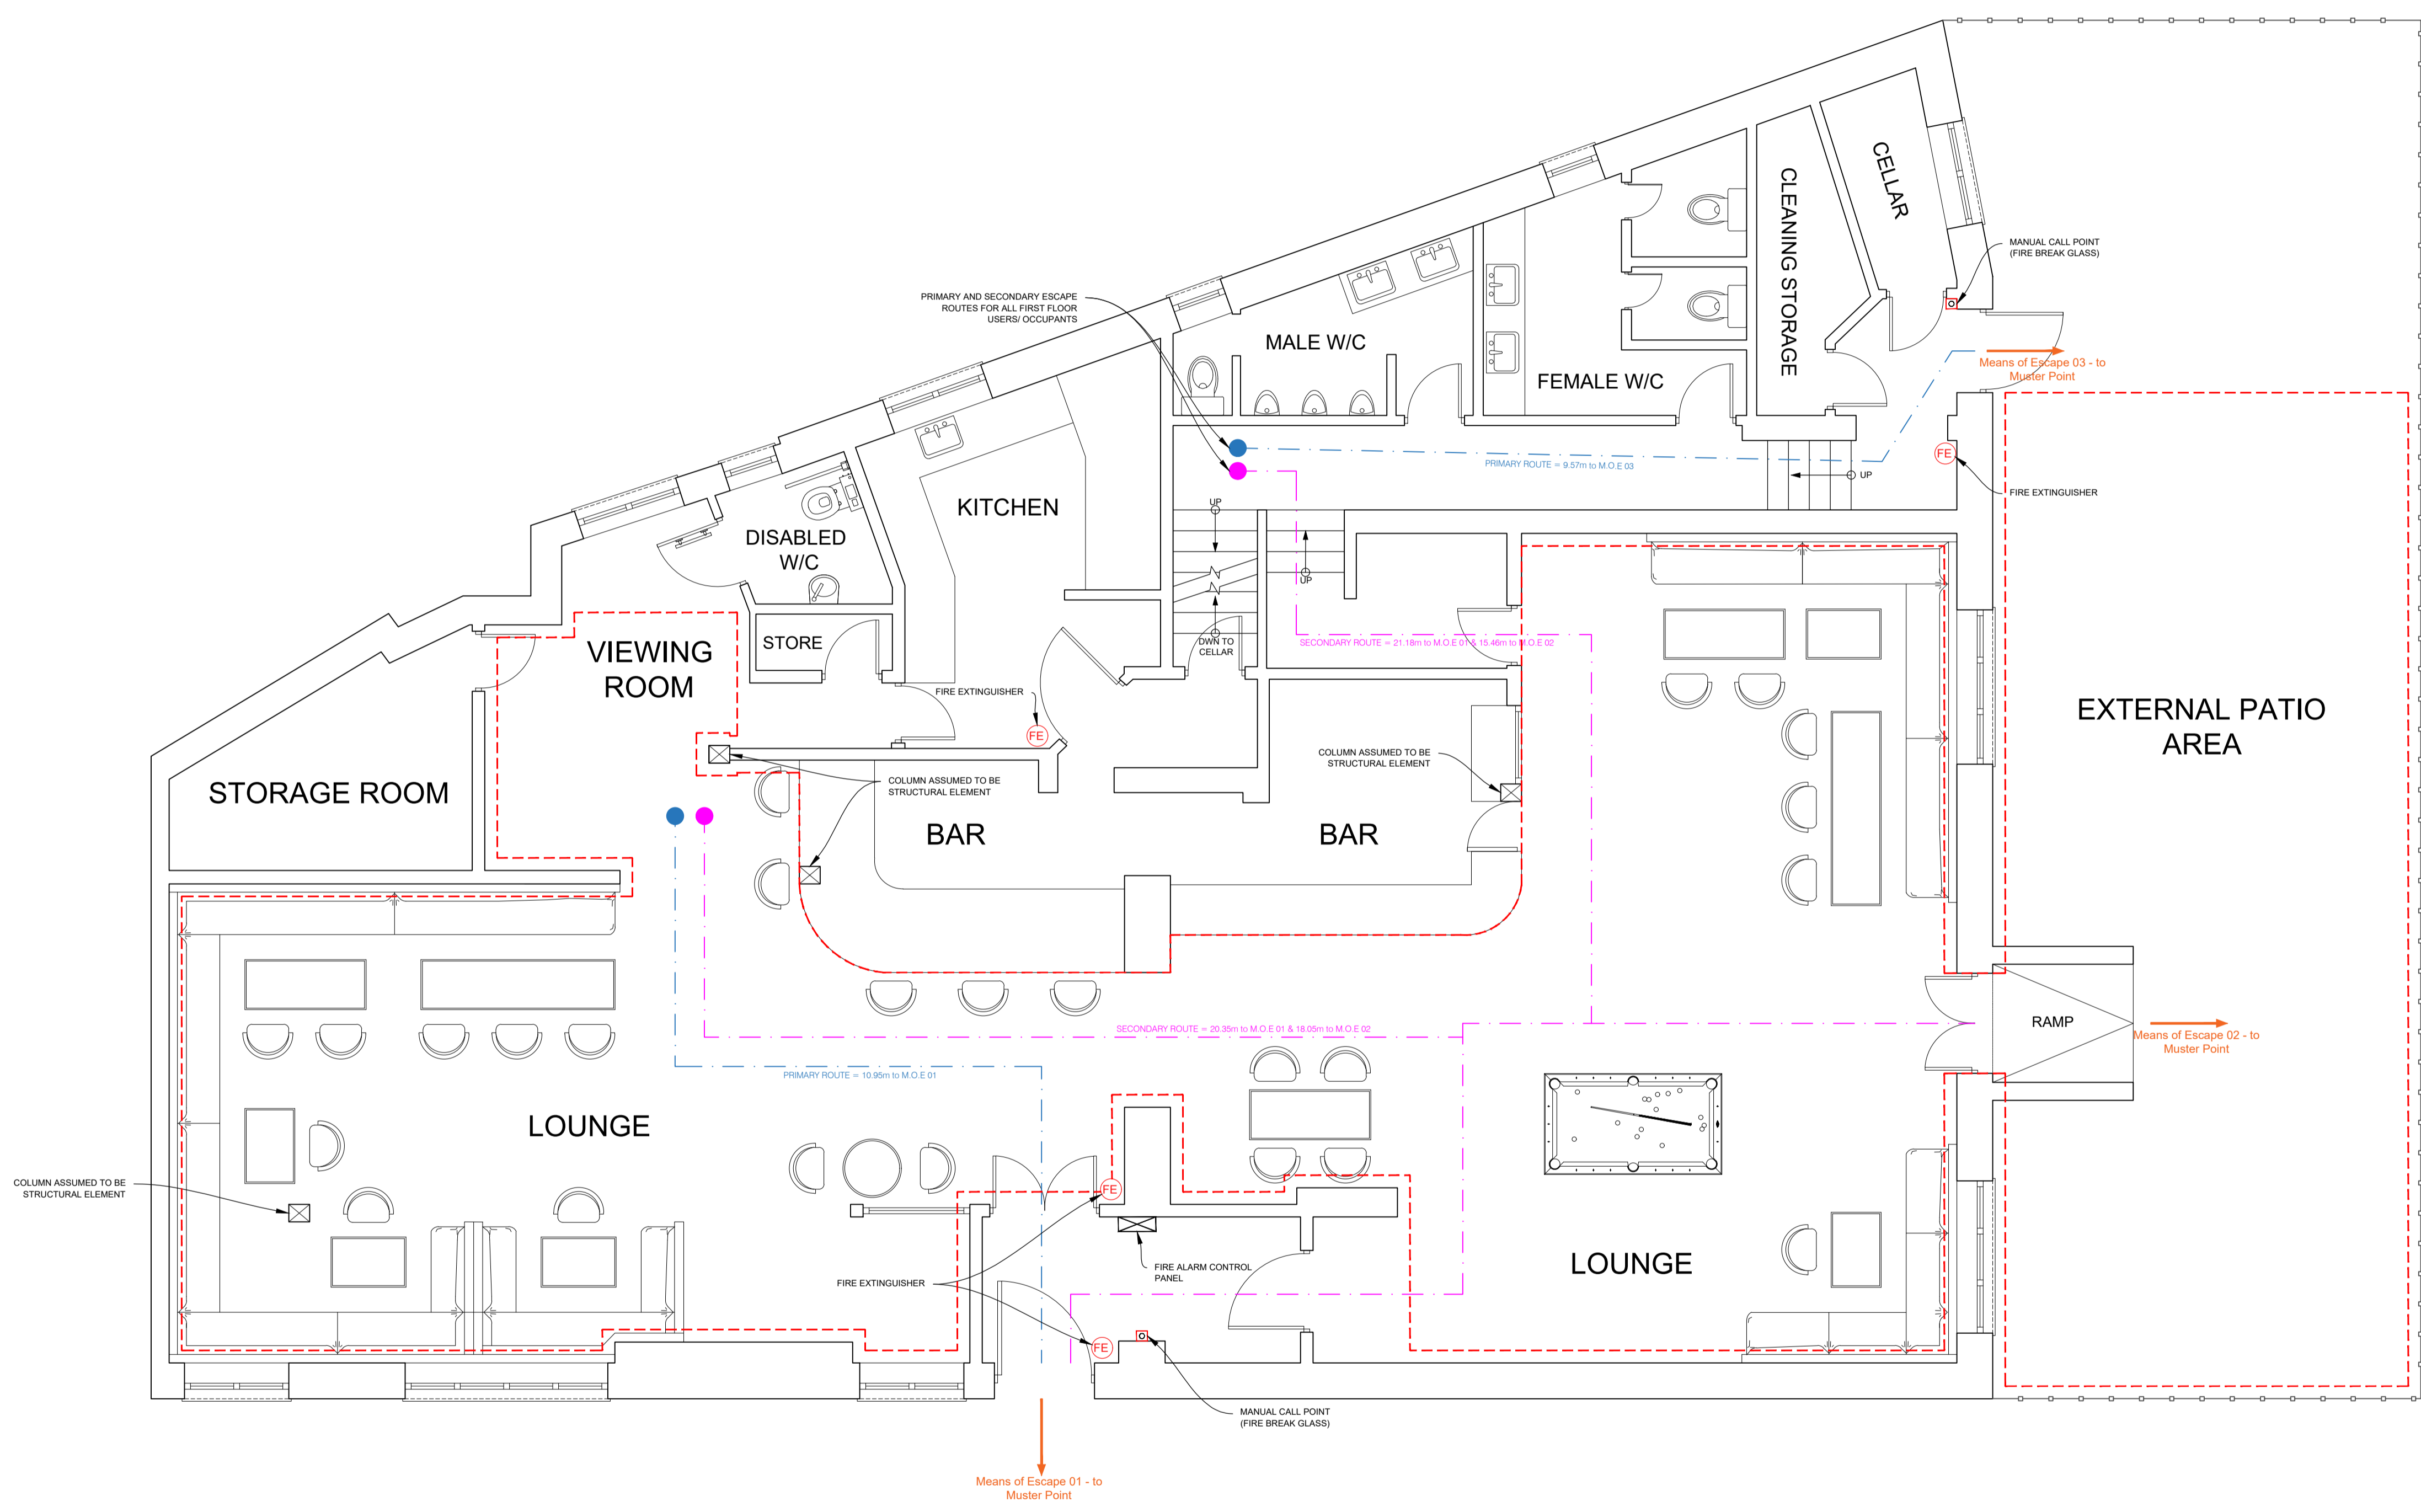 CELLAR
CLEANING STORAGE
MANUAL CALL POINT
(FIRE BREAK GLASS)
PRIMARY AND SECONDARY ESCAPE
ROUTES FOR ALL FIRST FLOOR
USERS/ OCCUPANTS
MALE W/C
FEMALE W/C
Means of Escape 03 - to
Muster Point
PRIMARY ROUTE = 9.57m to M.O.E 03
FE
UP
FIRE EXTINGUISHER
KITCHEN
DISABLED
W/C
UP
UP
STORE
DWN TO
CELLAR
SECONDARY ROUTE = 21.18m to M.O.E 01 & 15.46m to M.O.E 02
VIEWING
ROOM
FIRE EXTINGUISHER
FE
EXTERNAL PATIO
AREA
COLUMN ASSUMED TO BE
STRUCTURAL ELEMENT
COLUMN ASSUMED TO BE
STRUCTURAL ELEMENT
STORAGE ROOM
BAR
BAR
RAMP
SECONDARY ROUTE = 20.35m to M.O.E 01 & 18.05m to M.O.E 02
Means of Escape 02 - to
Muster Point
PRIMARY ROUTE = 10.95m to M.O.E 01
LOUNGE
COLUMN ASSUMED TO BE
STRUCTURAL ELEMENT
FE
FIRE ALARM CONTROL
PANEL
LOUNGE
FIRE EXTINGUISHER
FE
MANUAL CALL POINT
(FIRE BREAK GLASS)
Means of Escape 01 - to
Muster Point